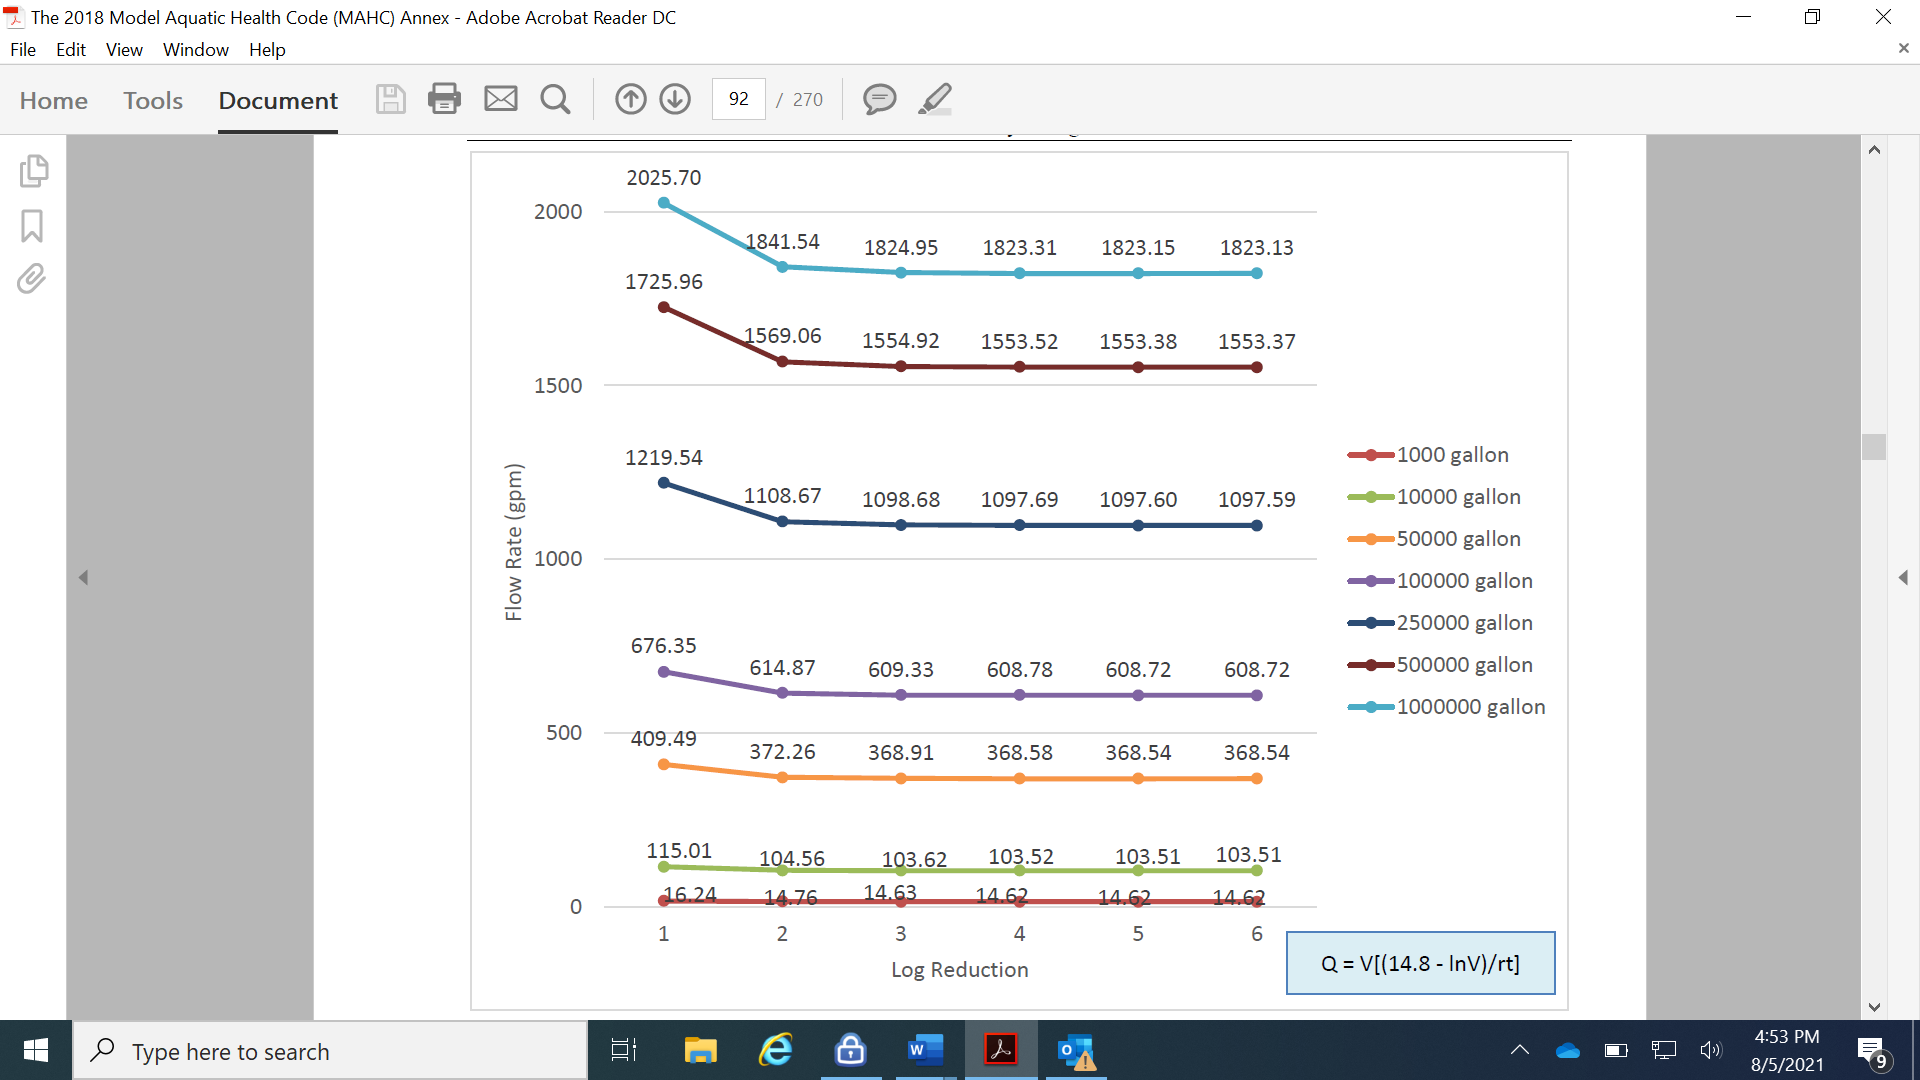 The 2018 Model Aquatic Health Code (MAHC) Annex - Adobe Acrobat Reader DC
File Edit View Window Help
Home Tools Document 92 / 270
2025.70
2000
1841.54 1824.95 1823.31 1823.15 1823.13
1725.96
1569.06 1554.92 1553.52 1553.38 1553.37
1500
1219.54
1108.67 1098.68 1097.69 1097.60 1097.59
Flow Rate (gpm)
1000
676.35
614.87 609.33 608.78 608.72 608.72
500
409.49
372.26 368.91 368.58 368.54 368.54
115.01 104.56 103.62 103.52 103.51 103.51
16.24 14.76 14.63 14.62 14.62 14.62
0
1 2 3 4 5 6
Log Reduction
1000 gallon
10000 gallon
50000 gallon
100000 gallon
250000 gallon
500000 gallon
1000000 gallon
Q = V[(14.8 - lnV)/rt]
Type here to search
4:53 PM
8/5/2021
9